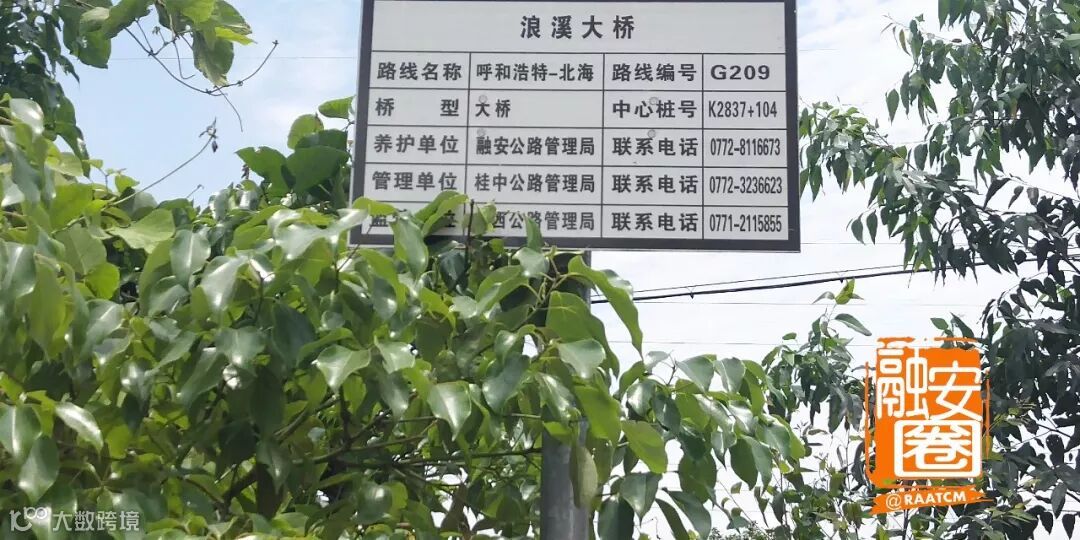 浪溪大桥
路线名称 呼和浩特-北海 路线编号 G209
桥 型 大桥 中心桩号 K2837+104
养护单位 融安公路管理局 联系电话 0772-8116673
管理单位 桂中公路管理局 联系电话 0772-3236623
西公路管理局 联系电话 0771-2115855
融安
圈
@RAATCM
大数跨境